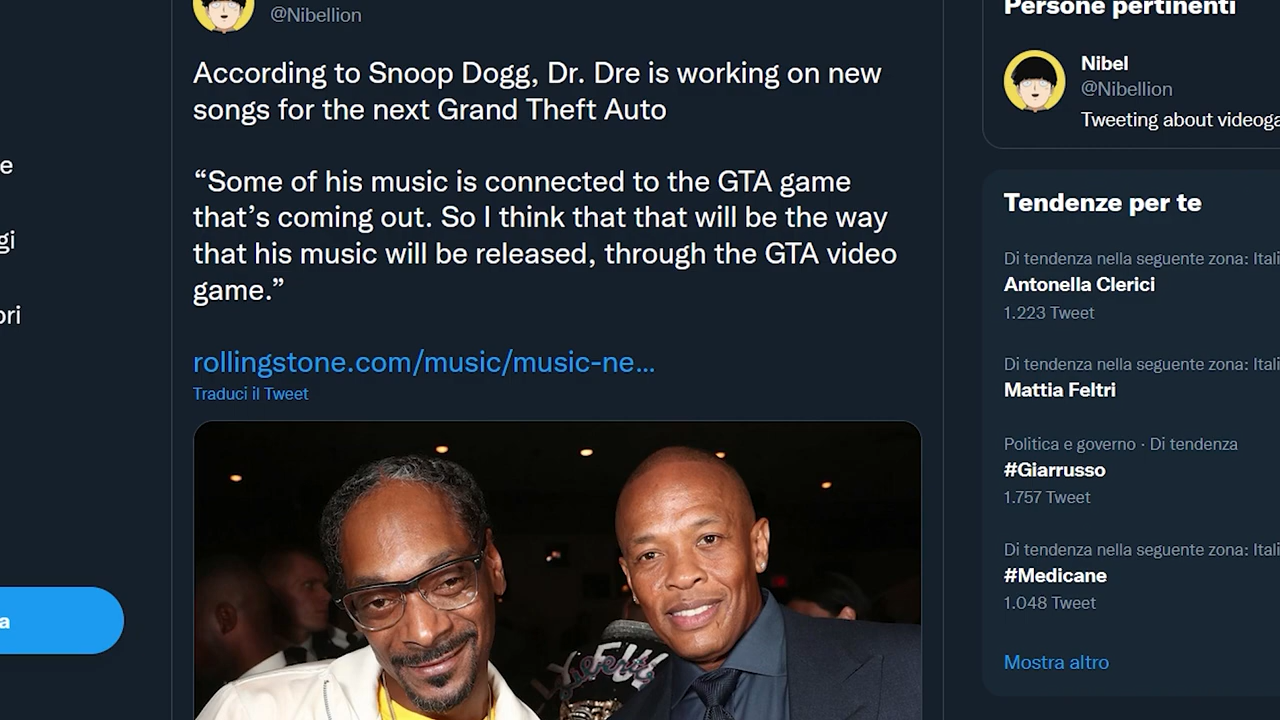 @Nibellion
According to Snoop Dogg, Dr. Dre is working on new
songs for the next Grand Theft Auto
“Some of his music is connected to the GTA game
that’s coming out. So I think that that will be the way
that his music will be released, through the GTA video
game.”
rollingstone.com/music/music-ne...
Traduci il Tweet
Persone pertinenti
Nibel
@Nibellion
Tweeting about videoga
Tendenze per te
Di tendenza nella seguente zona: Itali
Antonella Clerici
1.223 Tweet
Di tendenza nella seguente zona: Itali
Mattia Feltri
Politica e governo · Di tendenza
#Giarrusso
1.757 Tweet
Di tendenza nella seguente zona: Itali
#Medicane
1.048 Tweet
Mostra altro